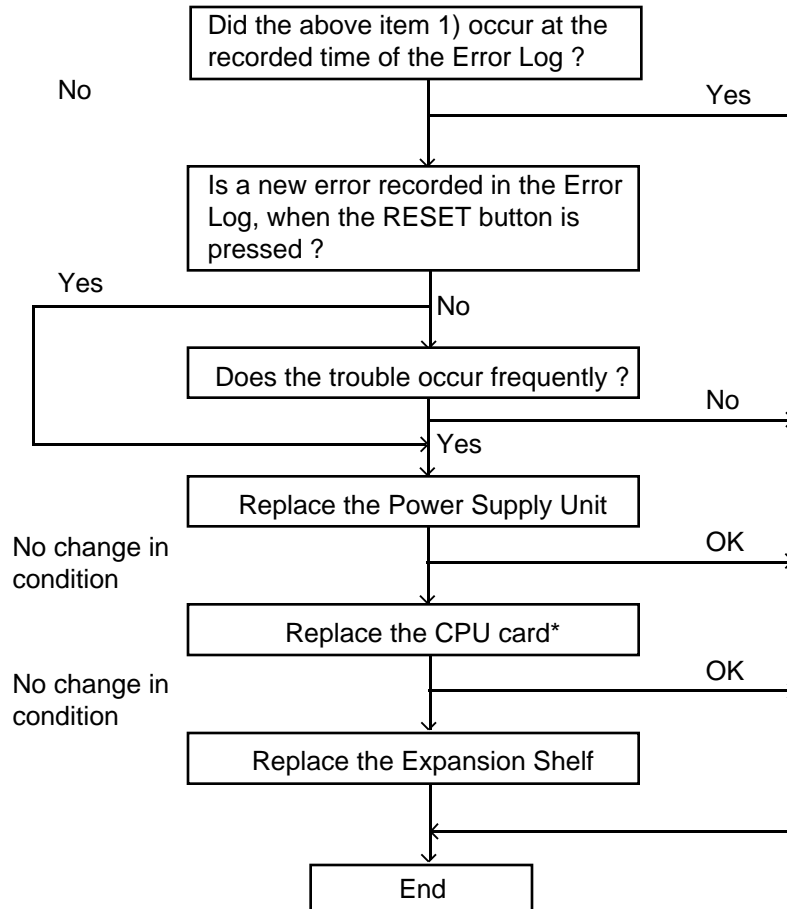 Did the above item 1) occur at the
recorded time of the Error Log ?
No
Yes
Is a new error recorded in the Error
Log, when the RESET button is
pressed ?
Yes
No
Does the trouble occur frequently ?
No
Yes
Replace the Power Supply Unit
No change in
condition
OK
Replace the CPU card*
No change in
condition
OK
Replace the Expansion Shelf
End